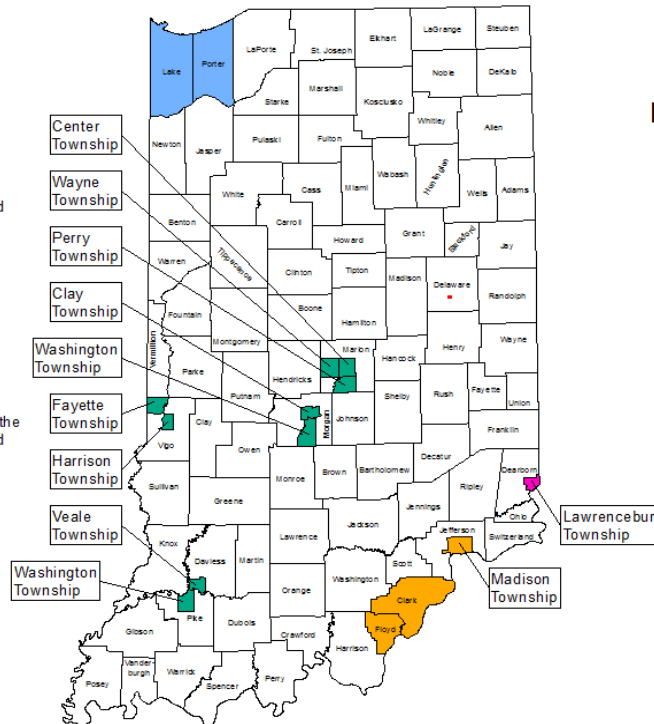 LaGrange
Steuben
Elkhart
LaPorte
St. Joseph
Porter
Lake
Noble
DeKalb
Marshall
Kosciusko
Starke
Whitley
Allen
Center
Township
Newton
Jasper
Pulaski
Fulton
Wabash
Huntington
Miami
Wayne
Township
White
Cass
Wells
Adams
d
Carroll
Benton
Grant
Blackford
Jay
Perry
Township
Howard
Warren
Tippecanoe
Clinton
Tipton
Madison
Delaware
Randolph
Clay
Township
Fountain
Boone
Hamilton
Montgomery
Vermillion
Marion
Henry
Wayne
Washington
Township
Parke
Hendricks
Hancock
Putnam
Shelby
Rush
Fayette
Union
Fayette
Township
the
d
Clay
Morgan
Johnson
Franklin
Vigo
Harrison
Township
Owen
Decatur
Dearborn
Sullivan
Monroe
Brown
Bartholomew
Ripley
Greene
Jennings
Ohio
Veale
Township
Jackson
Lawrencebur
Township
Knox
Daviess
Martin
Lawrence
Jefferson
Switzerland
Scott
Washington
Township
Washington
Madison
Township
Orange
Clark
Pike
Dubois
Gibson
Floyd
Crawford
Harrison
Vander-
burgh
Warrick
Perry
Posey
Spencer